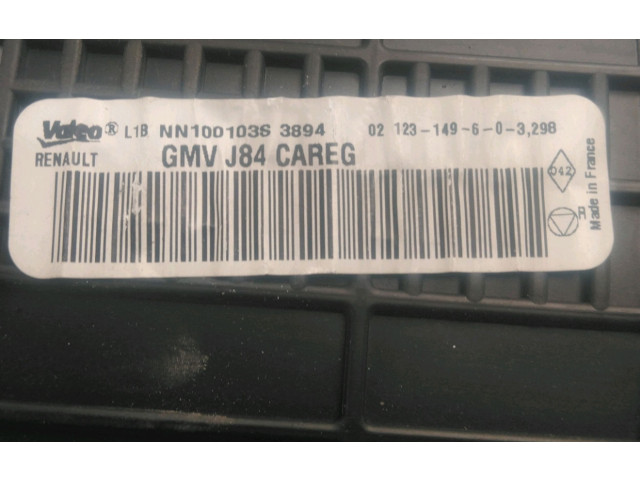 Valeo® L1B NN1001036 3894 02 123-149-6-0-3,298
RENAULT GMV J84 CAREG
042
R
Made in France